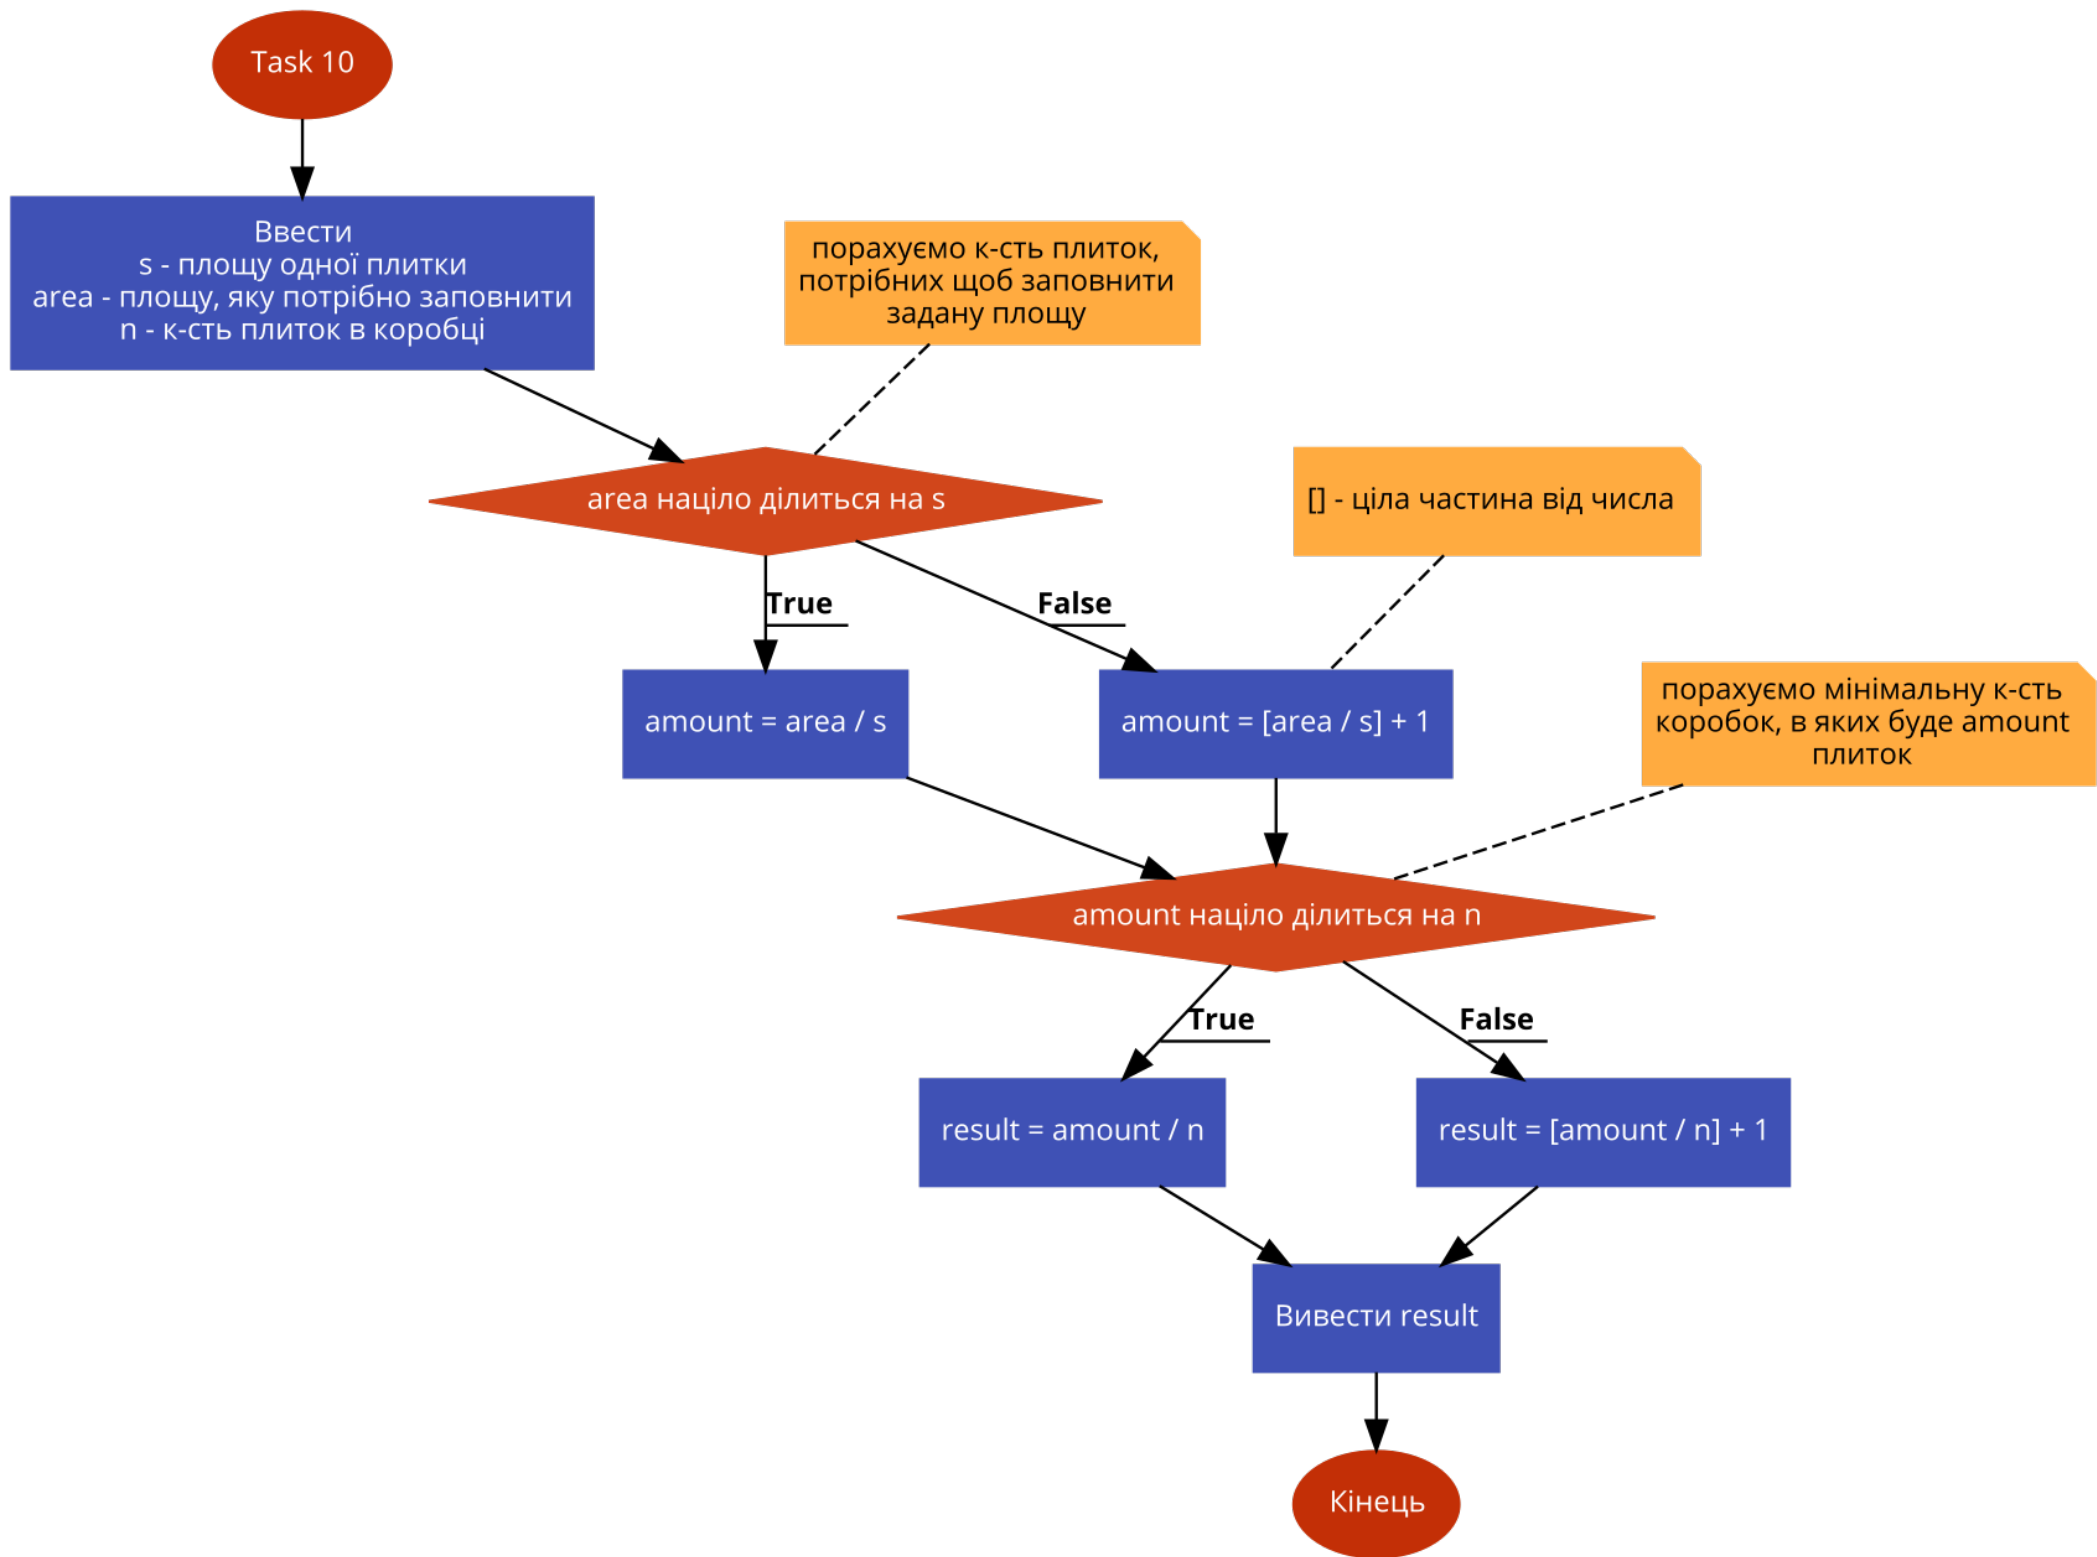 Task 10
Ввести
s - площу одної плитки
area - площу, яку потрібно заповнити
n - к-сть плиток в коробці
порахуємо к-сть плиток,
потрібних щоб заповнити
задану площу
area націло ділиться на s
[] - ціла частина від числа
True
False
amount = area / s
amount = [area / s] + 1
порахуємо мінімальну к-сть
коробок, в яких буде amount
плиток
amount націло ділиться на n
True
False
result = amount / n
result = [amount / n] + 1
Вивести result
Кінець